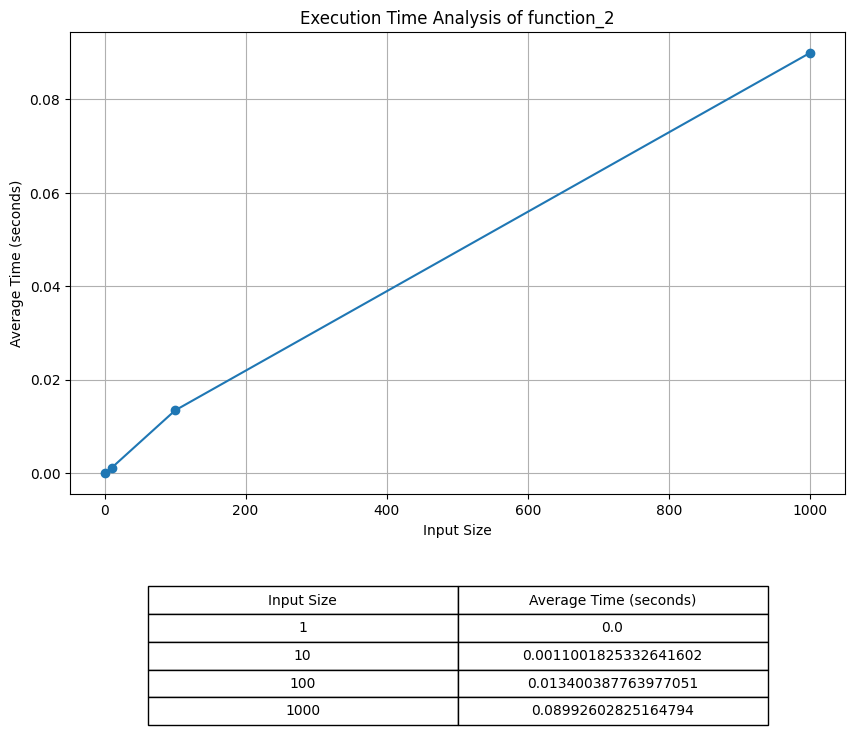 Execution Time Analysis of function_2
Average Time (seconds)
0.08
0.06
0.04
0.02
0.00
0 200 400 600 800 1000
Input Size
Input Size Average Time (seconds)
1 0.0
10 0.0011001825332641602
100 0.013400387763977051
1000 0.08992602825164794